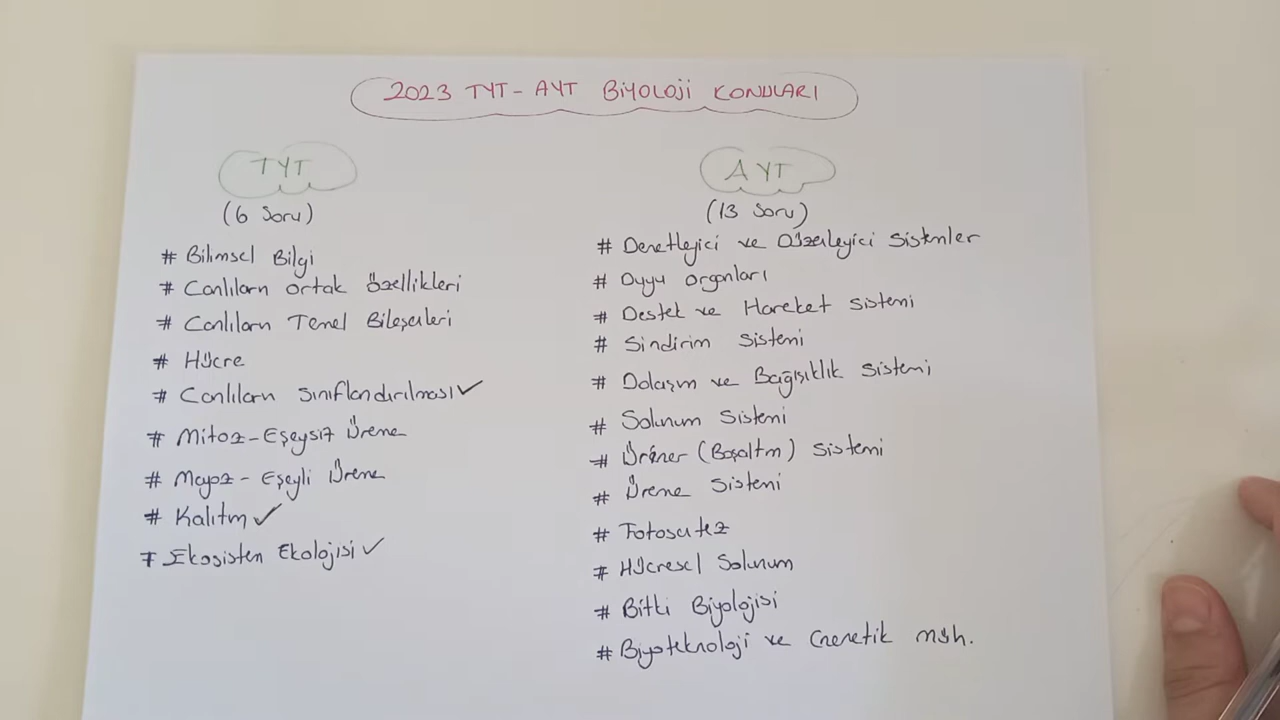 2023 TYT - AYT BİYOLOJİ KONULARI
TYT
(6 Soru)
# Bilimsel Bilgi
# Canlıların ortak özellikleri
# Canlıların Temel Bileşenleri
# Hücre
# Canlıların sınıflandırılması ✓
# Mitoz - Eşeysiz Üreme
# Mayoz - Eşeyli Üreme
# Kalıtım ✓
# Ekosistem Ekolojisi ✓
AYT
(13 Soru)
# Denetleyici ve Düzenleyici Sistemler
# Duyu organları
# Destek ve Hareket sistemi
# Sindirim sistemi
# Dolaşım ve Bağışıklık sistemi
# Solunum Sistemi
# Üriner (Boşaltım) Sistemi
# Üreme Sistemi
# Fotosentez
# Hücresel Solunum
# Bitki Biyolojisi
# Biyoteknoloji ve Genetik müh.